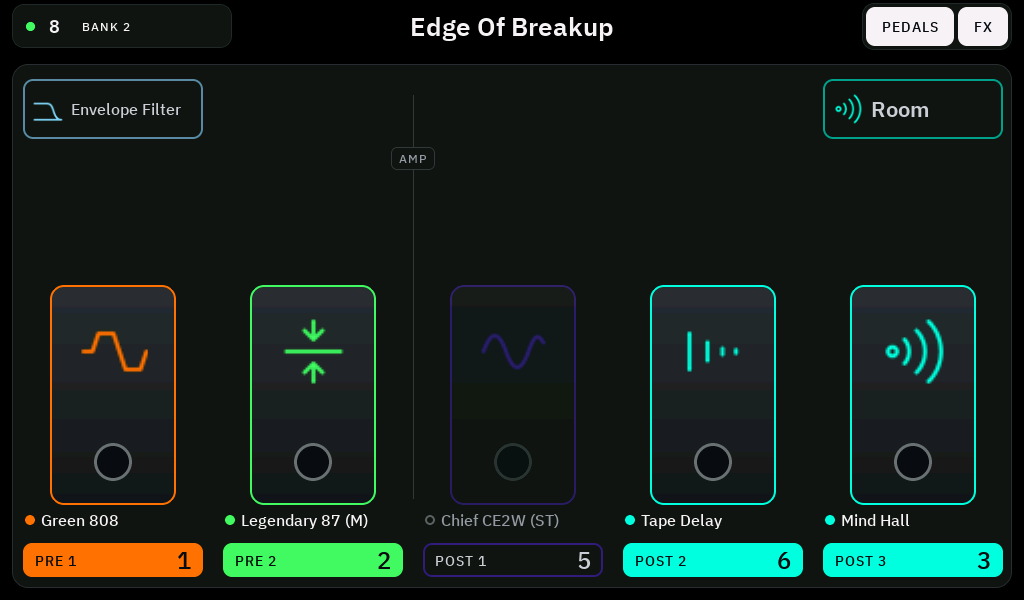 8 BANK 2
Edge Of Breakup
PEDALS FX
Envelope Filter
Room
AMP
Green 808
Legendary 87 (M)
Chief CE2W (ST)
Tape Delay
Mind Hall
PRE 1 1
PRE 2 2
POST 1 5
POST 2 6
POST 3 3